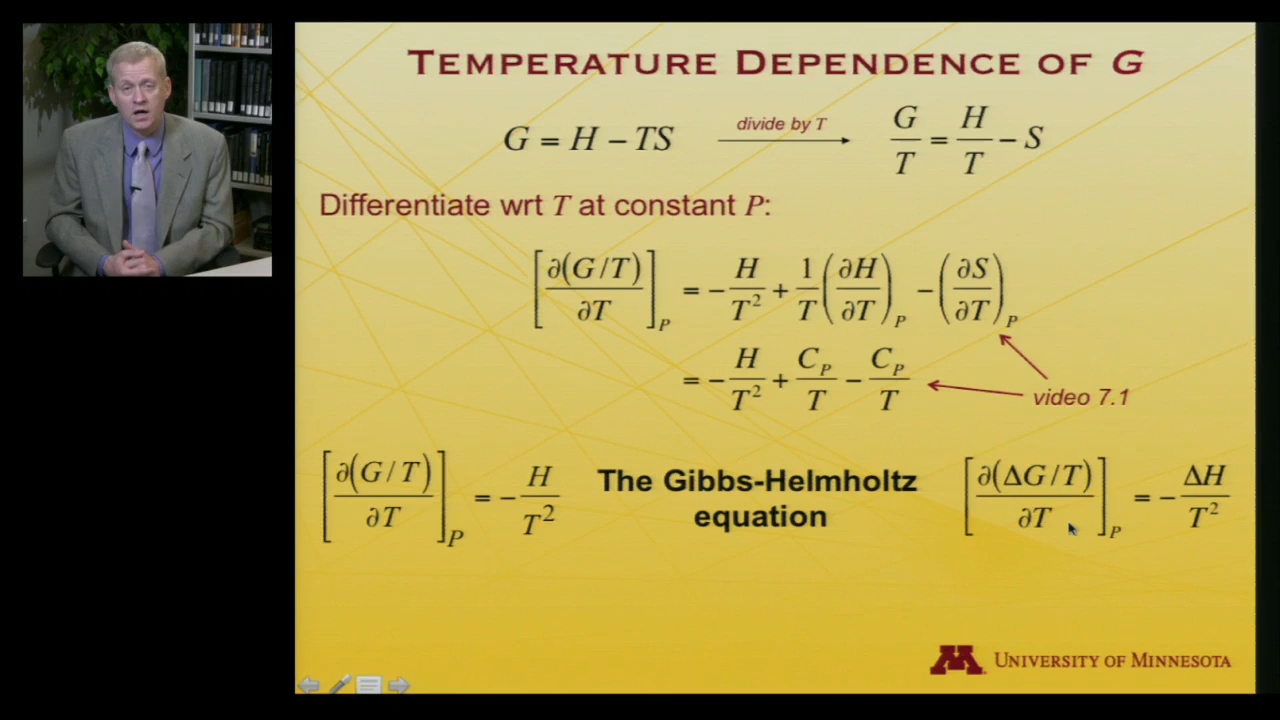 TEMPERATURE DEPENDENCE OF G
G = H − TS divide by T G/T = H/T − S
Differentiate wrt T at constant P:
[∂(G/T)/∂T]_P = −H/T² + 1/T (∂H/∂T)_P − (∂S/∂T)_P
= −H/T² + C_P/T − C_P/T
video 7.1
[∂(G/T)/∂T]_P = −H/T²
The Gibbs-Helmholtz
equation
[∂(ΔG/T)/∂T]_P = −ΔH/T²
M UNIVERSITY OF MINNESOTA